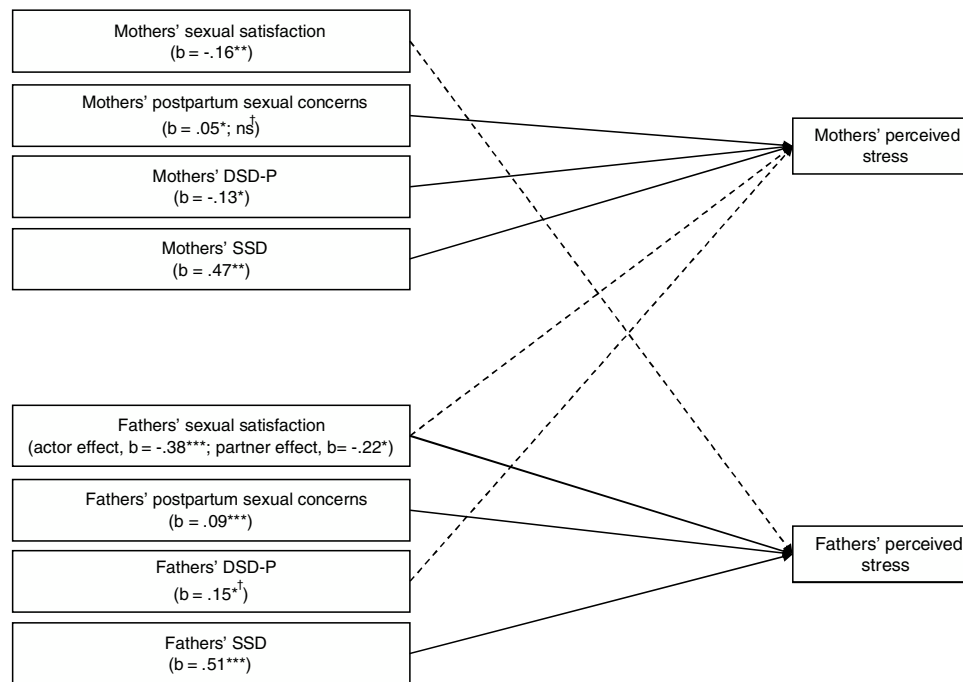 Mothers' sexual satisfaction
(b = -.16**)
Mothers' postpartum sexual concerns
(b = .05*; ns†)
Mothers' DSD-P
(b = -.13*)
Mothers' SSD
(b = .47**)
Mothers' perceived
stress
Fathers' sexual satisfaction
(actor effect, b = -.38***; partner effect, b= -.22*)
Fathers' postpartum sexual concerns
(b = .09***)
Fathers' DSD-P
(b = .15*†)
Fathers' SSD
(b = .51***)
Fathers' perceived
stress